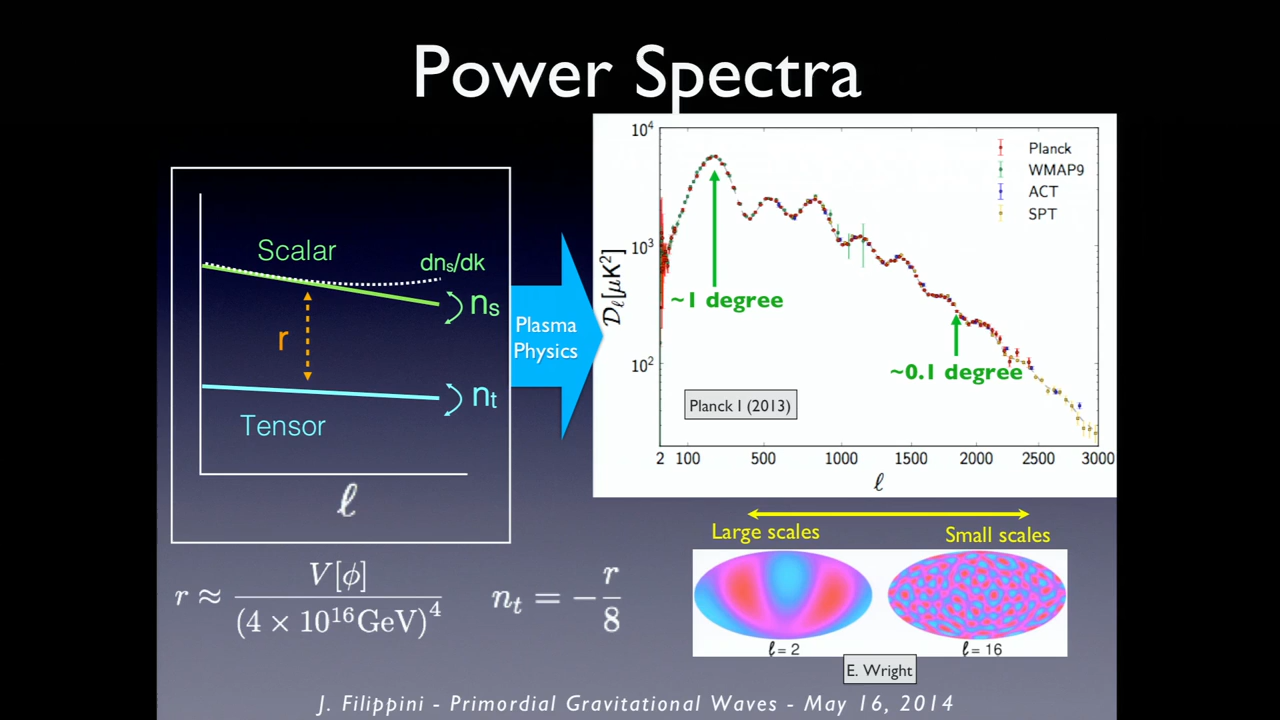 Power Spectra
Scalar
dnₛ/dk
nₛ
r
nₜ
Tensor
ℓ
Plasma
Physics
10⁴
10³
10²
𝒟ℓ[μK²]
Planck
WMAP9
ACT
SPT
~1 degree
~0.1 degree
Planck I (2013)
2 100 500 1000 1500 2000 2500 3000
ℓ
Large scales
Small scales
ℓ = 2
ℓ = 16
E. Wright
r ≈ V[ϕ] / (4 × 10¹⁶GeV)⁴
nₜ = − r/8
J. Filippini - Primordial Gravitational Waves - May 16, 2014